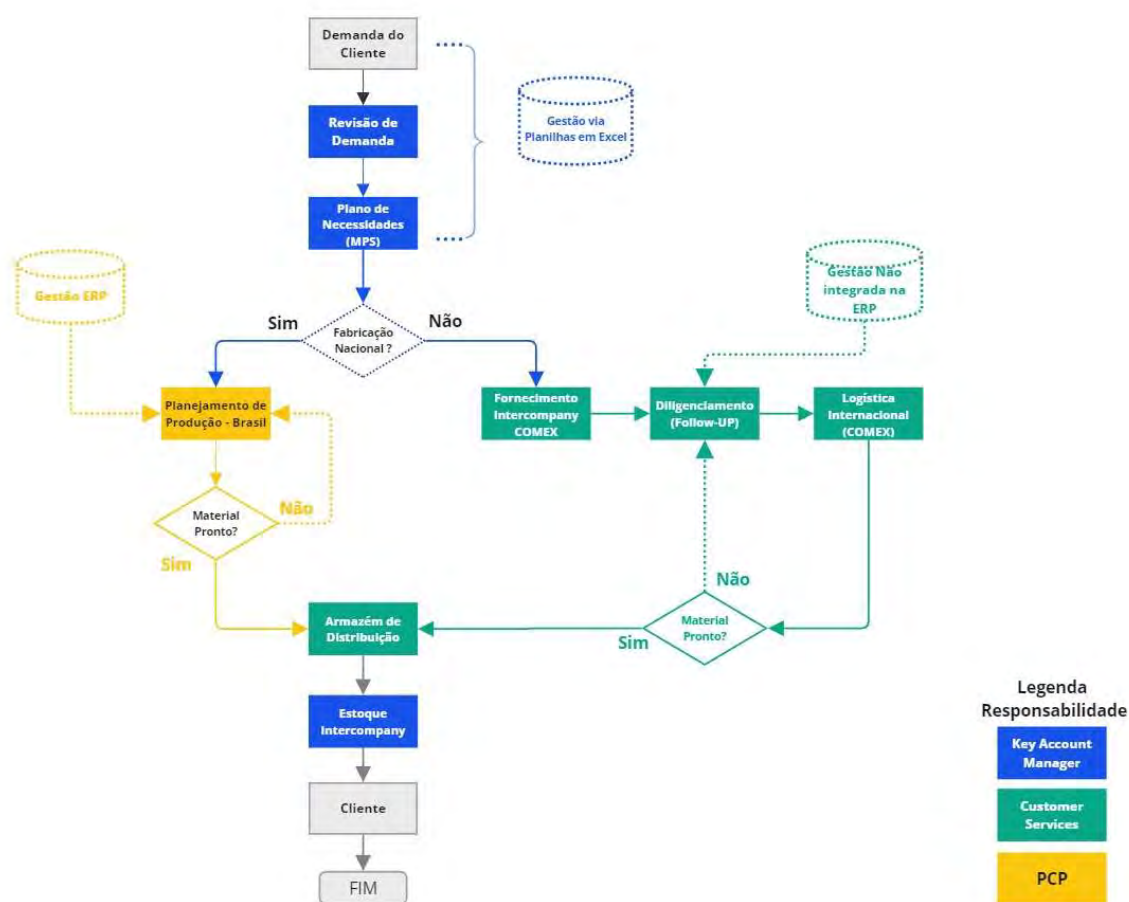 Demanda do
Cliente
Revisão de
Demanda
Gestão via
Planilhas em Excel
Plano de
Necessidades
(MPS)
Gestão ERP
Gestão Não
integrada na
ERP
Sim
Fabricação
Nacional ?
Não
Planejamento de
Produção - Brasil
Fornecimento
Intercompany
COMEX
Diligenciamento
(Follow-UP)
Logística
Internacional
(COMEX)
Material
Pronto?
Não
Sim
Não
Armazém de
Distribuição
Material
Pronto?
Sim
Estoque
Intercompany
Cliente
FIM
Legenda
Responsabilidade
Key Account
Manager
Customer
Services
PCP